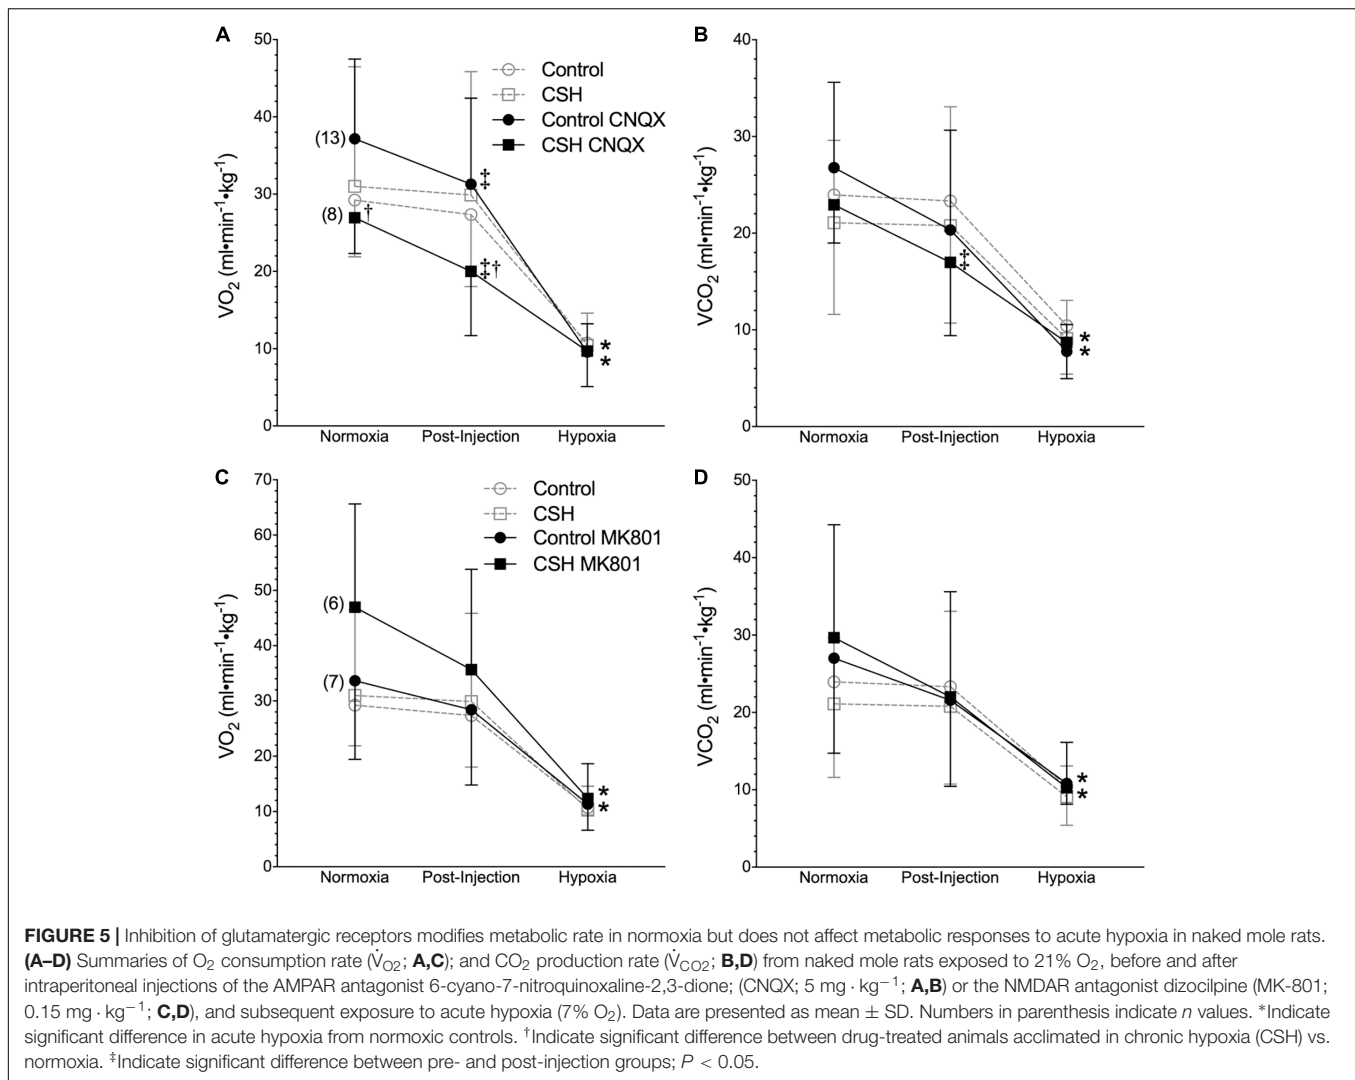 A
50
40
30
20
10
0
VO2 (ml•min-1•kg-1)
Control
CSH
Control CNQX
CSH CNQX
(13)
(8)
†
‡
‡†
*
*
Normoxia Post-Injection Hypoxia
B
40
30
20
10
0
VCO2 (ml•min-1•kg-1)
‡
*
*
Normoxia Post-Injection Hypoxia
C
70
60
50
40
30
20
10
0
VO2 (ml•min-1•kg-1)
Control
CSH
Control MK801
CSH MK801
(6)
(7)
*
*
Normoxia Post-Injection Hypoxia
D
50
40
30
20
10
0
VCO2 (ml•min-1•kg-1)
*
*
Normoxia Post-Injection Hypoxia
FIGURE 5 | Inhibition of glutamatergic receptors modifies metabolic rate in normoxia but does not affect metabolic responses to acute hypoxia in naked mole rats.
(A–D) Summaries of O2 consumption rate (V̇O2; A,C); and CO2 production rate (V̇CO2; B,D) from naked mole rats exposed to 21% O2, before and after
intraperitoneal injections of the AMPAR antagonist 6-cyano-7-nitroquinoxaline-2,3-dione; (CNQX; 5 mg · kg−1; A,B) or the NMDAR antagonist dizocilpine (MK-801;
0.15 mg · kg−1; C,D), and subsequent exposure to acute hypoxia (7% O2). Data are presented as mean ± SD. Numbers in parenthesis indicate n values. *Indicate
significant difference in acute hypoxia from normoxic controls. †Indicate significant difference between drug-treated animals acclimated in chronic hypoxia (CSH) vs.
normoxia. ‡Indicate significant difference between pre- and post-injection groups; P < 0.05.